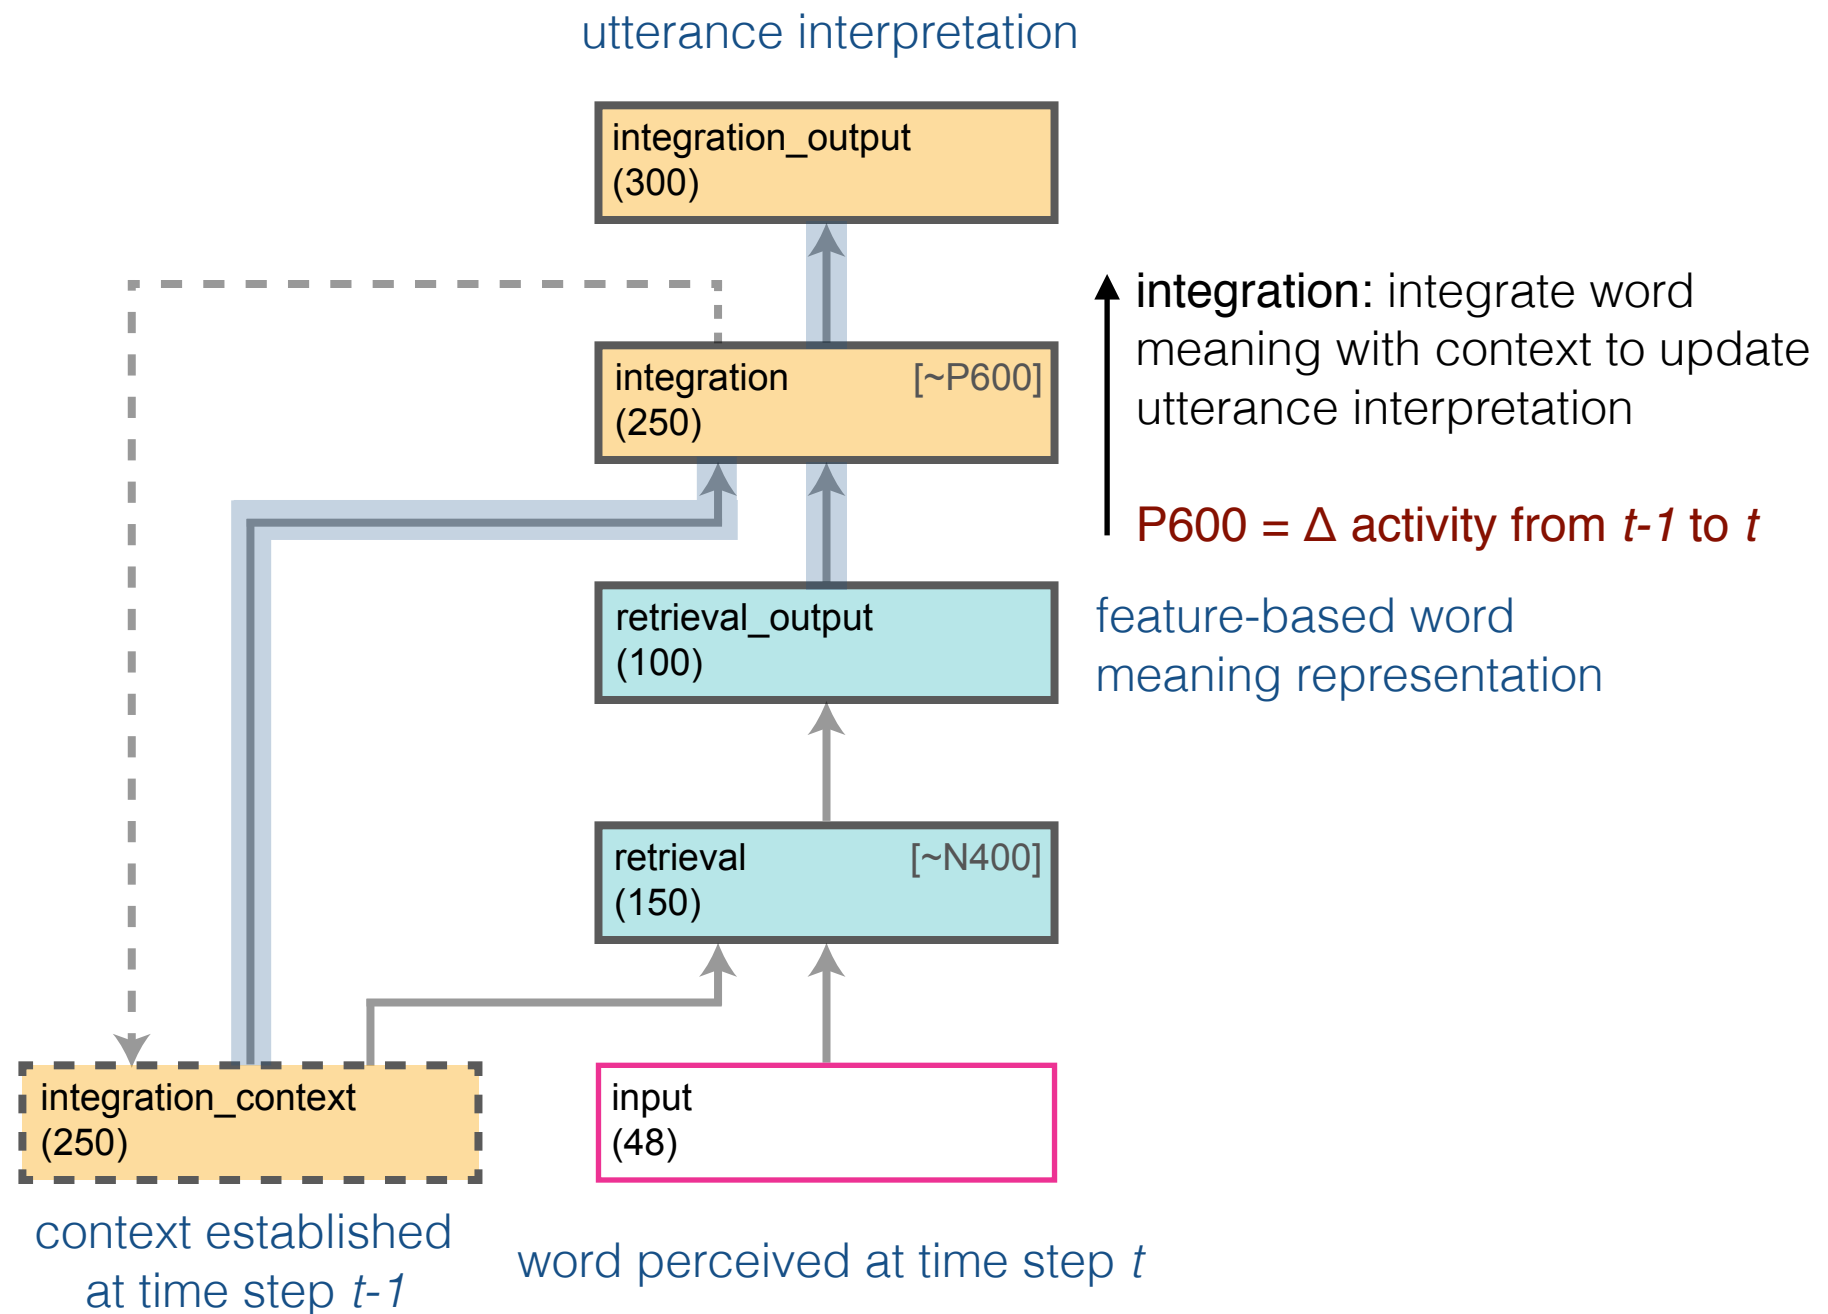 utterance interpretation
integration_output
(300)
integration: integrate word
meaning with context to update
utterance interpretation
integration [~P600]
(250)
P600 = Δ activity from t-1 to t
retrieval_output
(100)
feature-based word
meaning representation
retrieval [~N400]
(150)
integration_context
(250)
input
(48)
context established
at time step t-1
word perceived at time step t